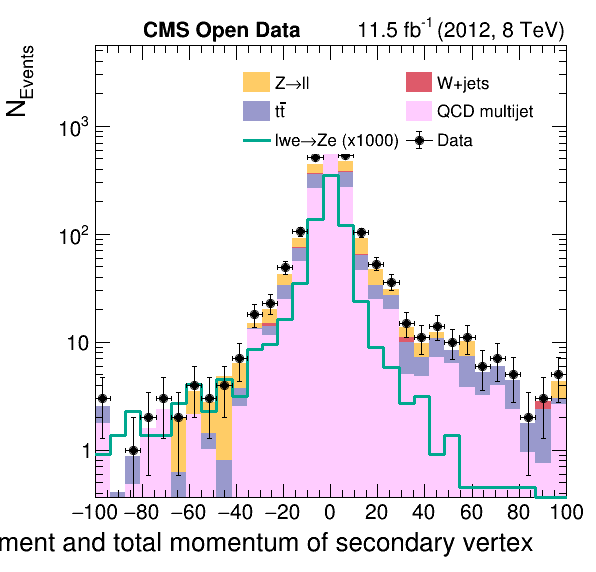 CMS Open Data 11.5 fb⁻¹ (2012, 8 TeV)
N_Events
Z→ll W+jets
tt̄ QCD multijet
lwe→Ze (x1000) Data
10³
10²
10
1
−100 −80 −60 −40 −20 0 20 40 60 80 100
ment and total momentum of secondary vertex